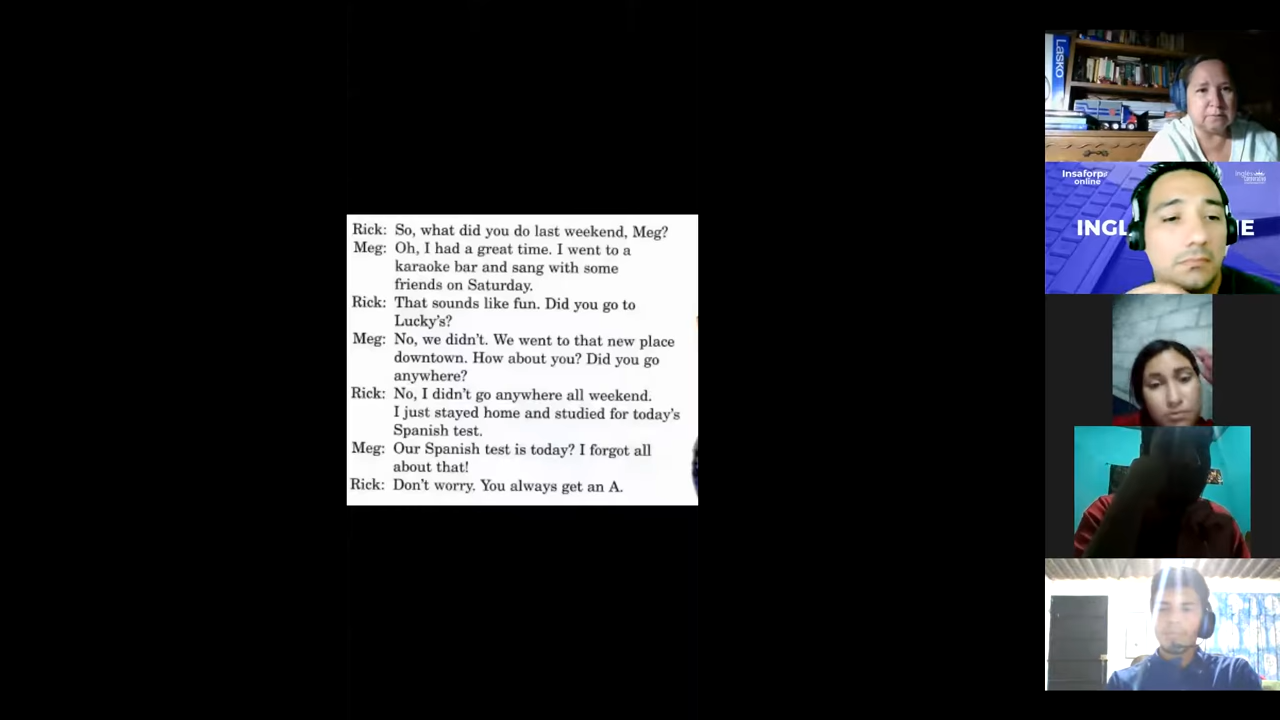 Rick: So, what did you do last weekend, Meg?
Meg: Oh, I had a great time. I went to a
karaoke bar and sang with some
friends on Saturday.
Rick: That sounds like fun. Did you go to
Lucky's?
Meg: No, we didn't. We went to that new place
downtown. How about you? Did you go
anywhere?
Rick: No, I didn't go anywhere all weekend.
I just stayed home and studied for today's
Spanish test.
Meg: Our Spanish test is today? I forgot all
about that!
Rick: Don't worry. You always get an A.
LASKO
Insaforp
online
INGL
E